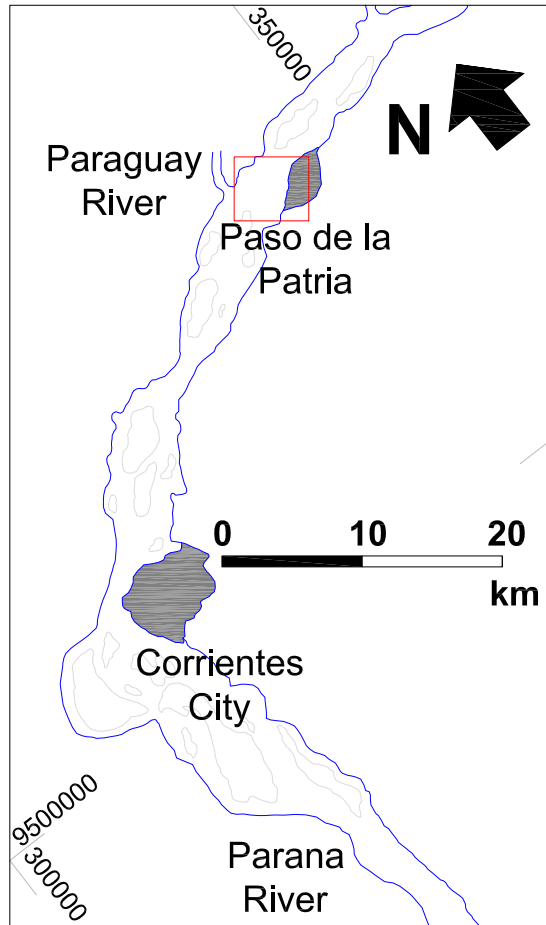 350000
N
Paraguay
River
Paso de la
Patria
0 10 20
km
Corrientes
City
9500000
300000
Parana
River